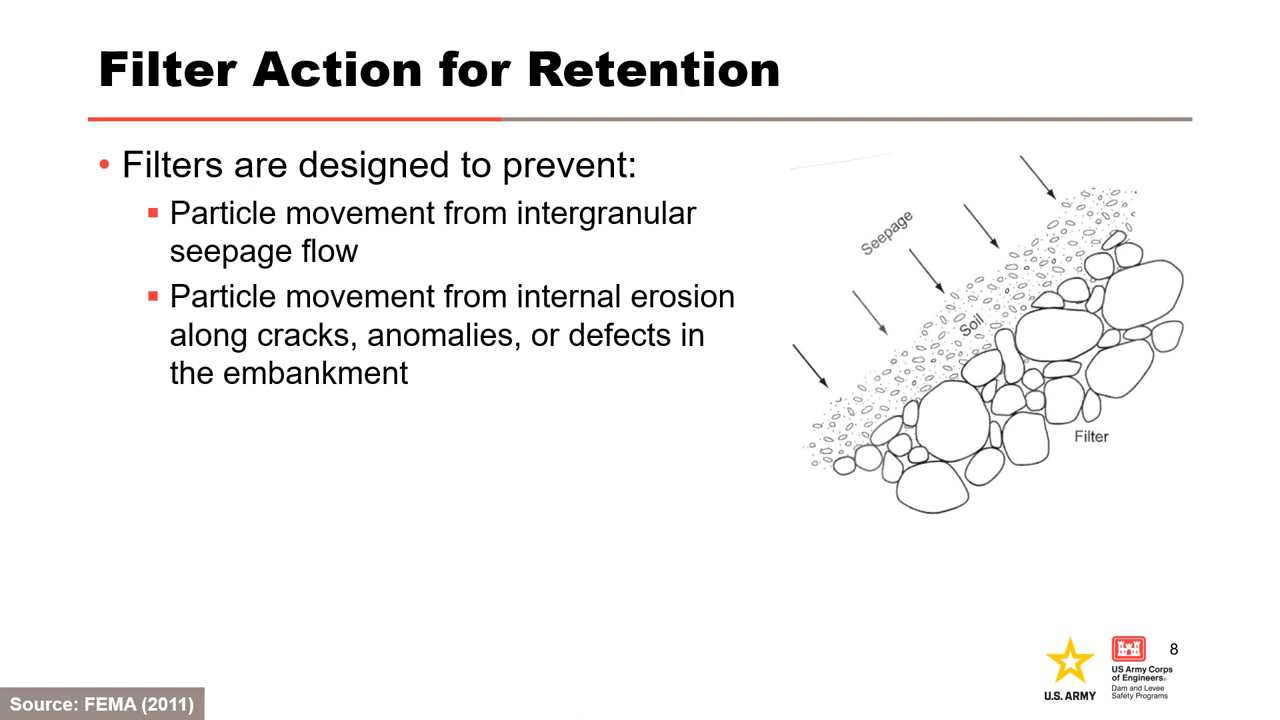 Filter Action for Retention
• Filters are designed to prevent:
▪ Particle movement from intergranular
seepage flow
▪ Particle movement from internal erosion
along cracks, anomalies, or defects in
the embankment
Seepage
Soil
Filter
U.S. ARMY
US Army Corps
of Engineers®
Dam and Levee
Safety Programs
8
Source: FEMA (2011)